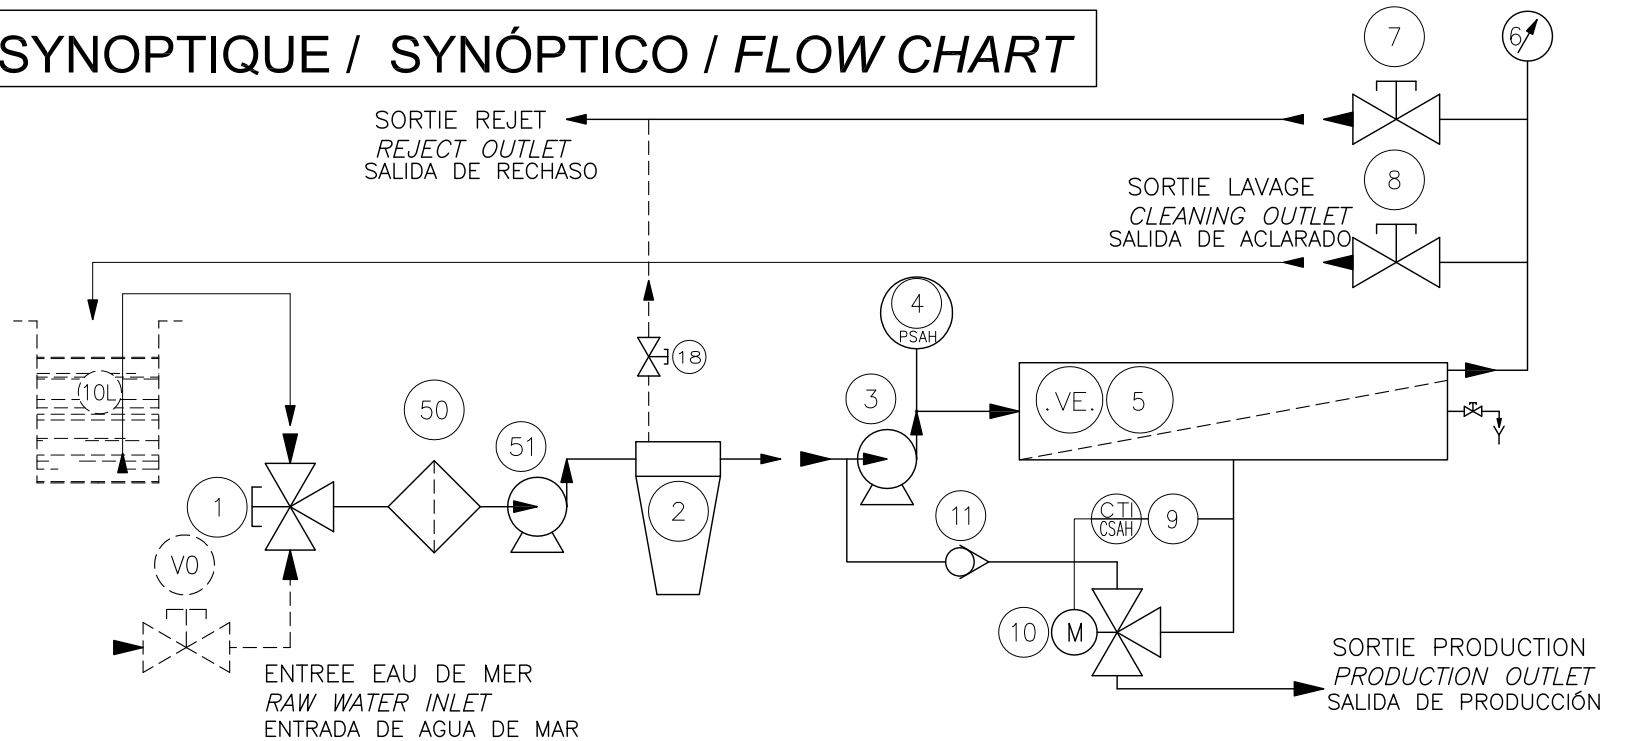 SYNOPTIQUE / SYNÓPTICO / FLOW CHART
7
6
SORTIE REJET
REJECT OUTLET
SALIDA DE RECHASO
8
SORTIE LAVAGE
CLEANING OUTLET
SALIDA DE ACLARADO
4
PSAH
18
10L
50
3
.VE.
5
51
1
2
11
CTI
CSAH
9
V0
10
M
SORTIE PRODUCTION
PRODUCTION OUTLET
SALIDA DE PRODUCCIÓN
ENTREE EAU DE MER
RAW WATER INLET
ENTRADA DE AGUA DE MAR